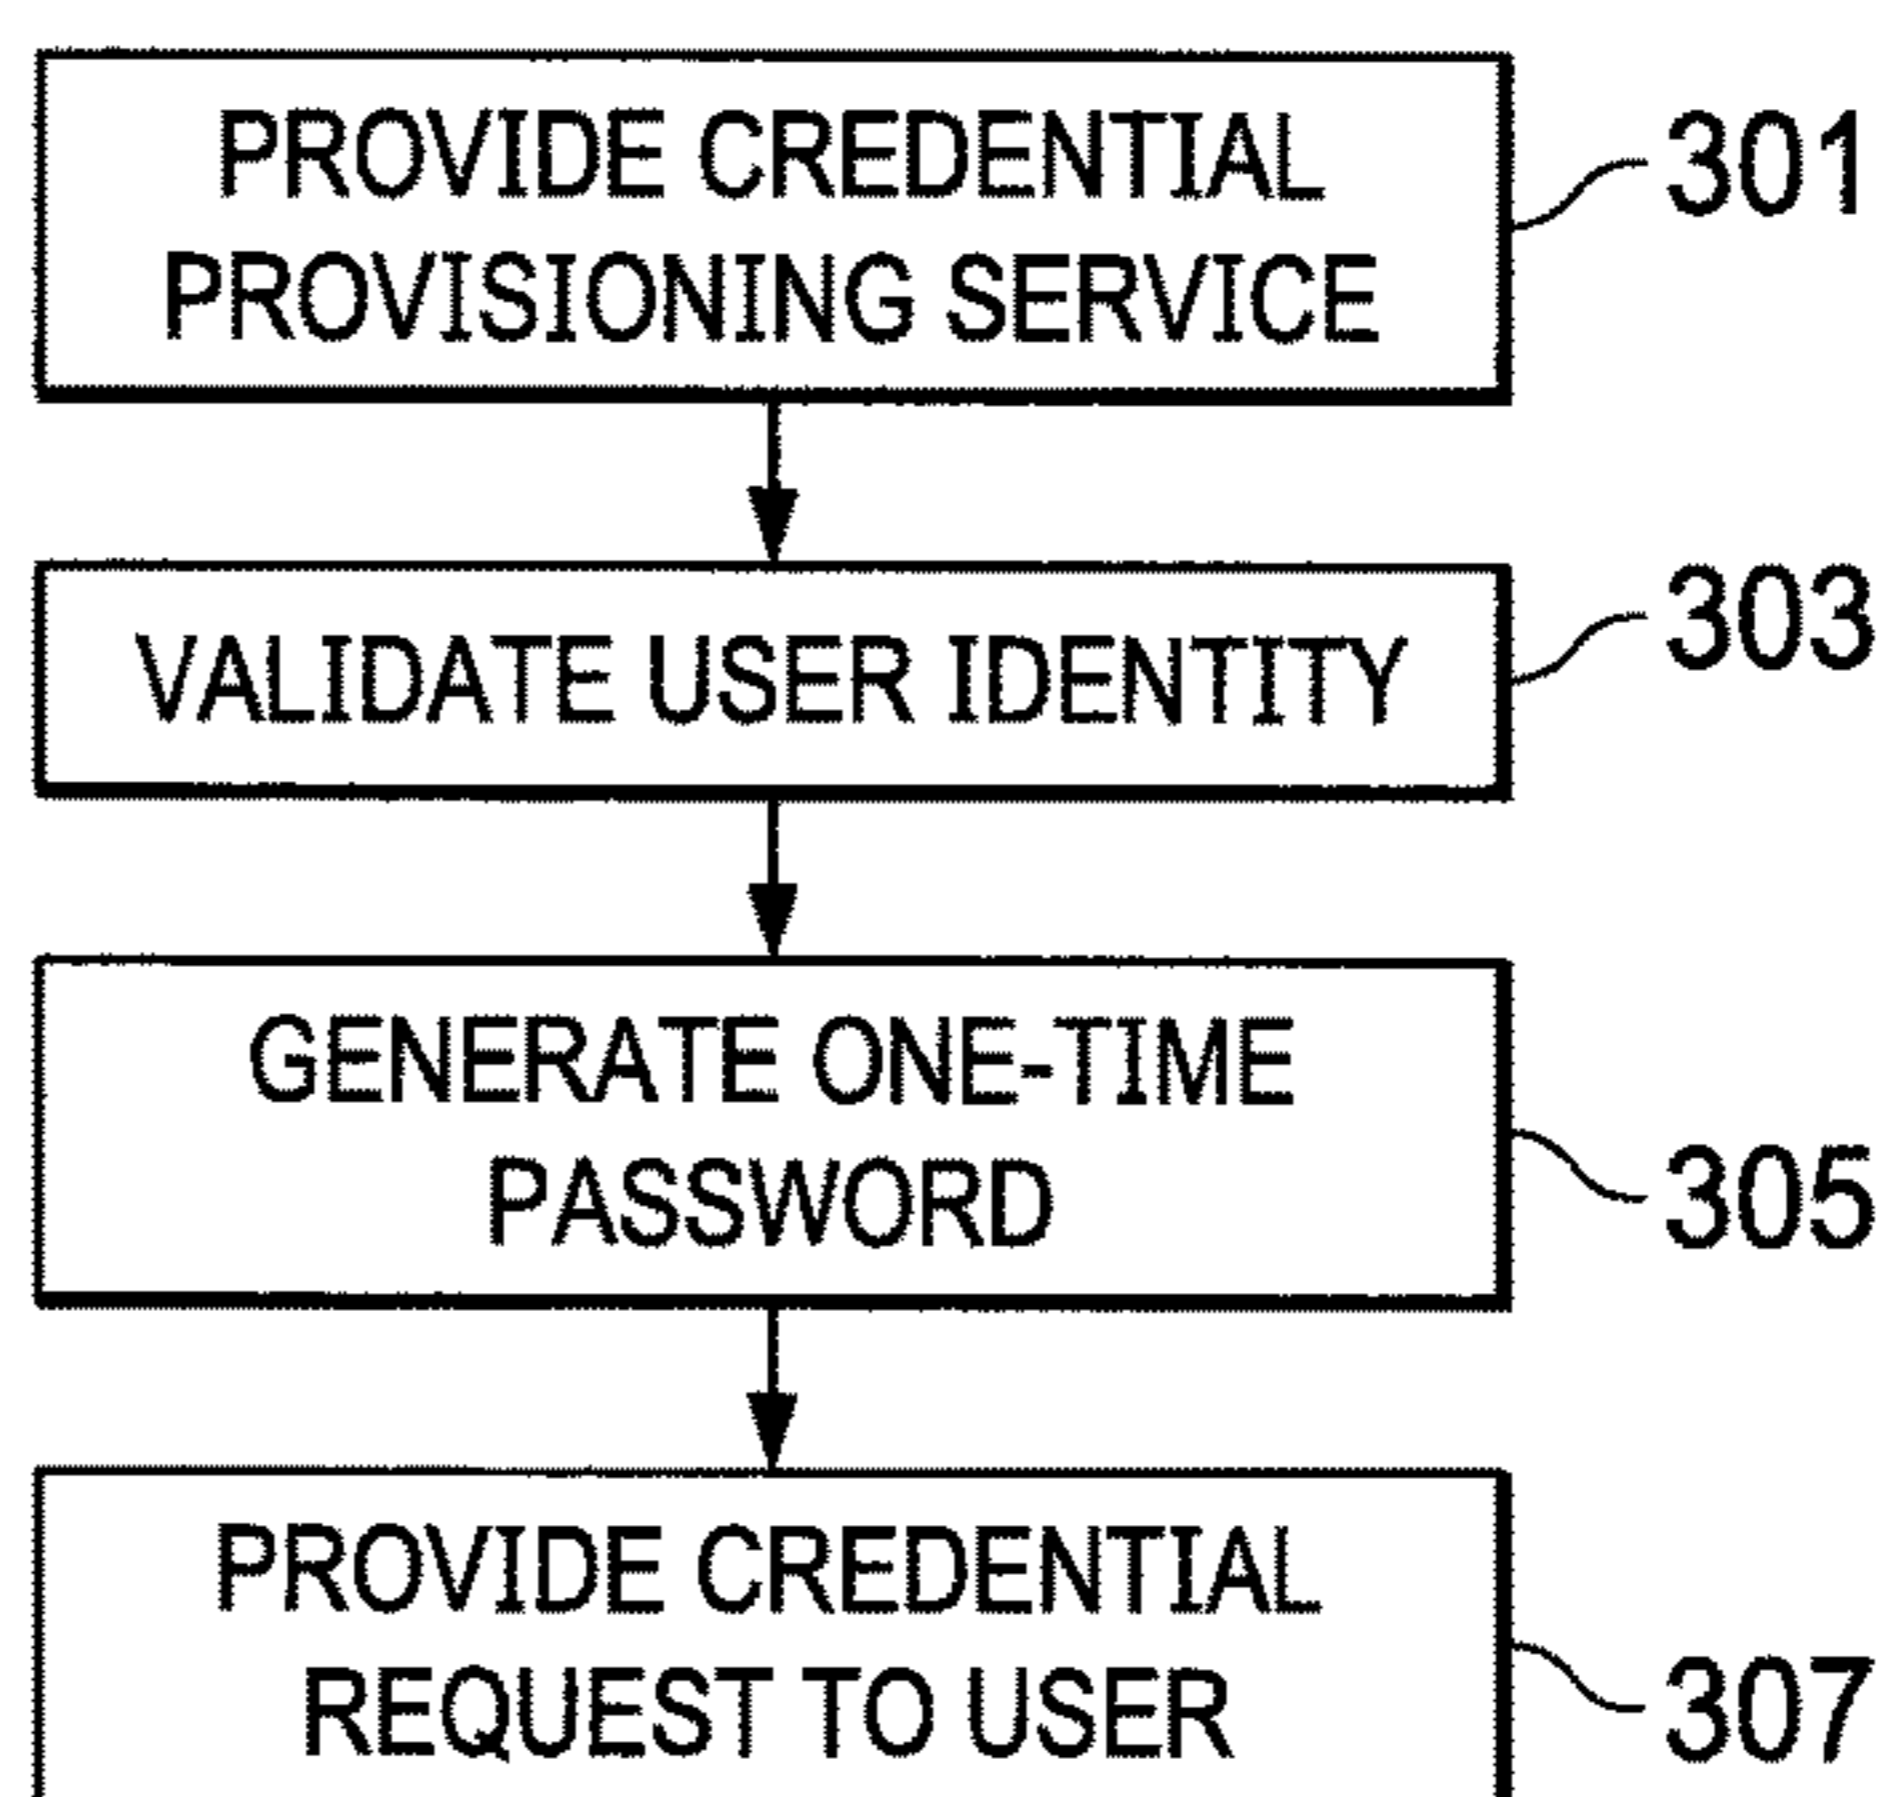 PROVIDE CREDENTIAL
PROVISIONING SERVICE
301
VALIDATE USER IDENTITY
303
GENERATE ONE-TIME
PASSWORD
305
PROVIDE CREDENTIAL
REQUEST TO USER
307